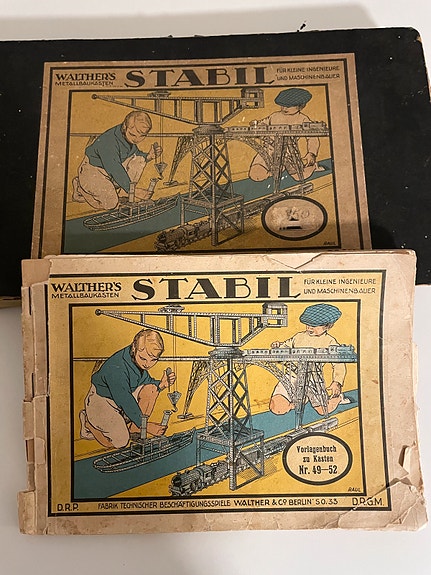 WALTHER'S STABIL FÜR KLEINE INGENIEURE
METALLBAUKASTEN UND MASCHINENBAUER
RAUL
WALTHER'S STABIL FÜR KLEINE INGENIEURE
METALLBAUKASTEN UND MASCHINENBAUER
Vorlagenbuch
zu Kasten
Nr. 49–52
RAUL
D.R.P. FABRIK TECHNISCHER BESCHÄFTIGUNGSSPIELE WALTHER & Co BERLIN S.O.33 D.R.G.M.